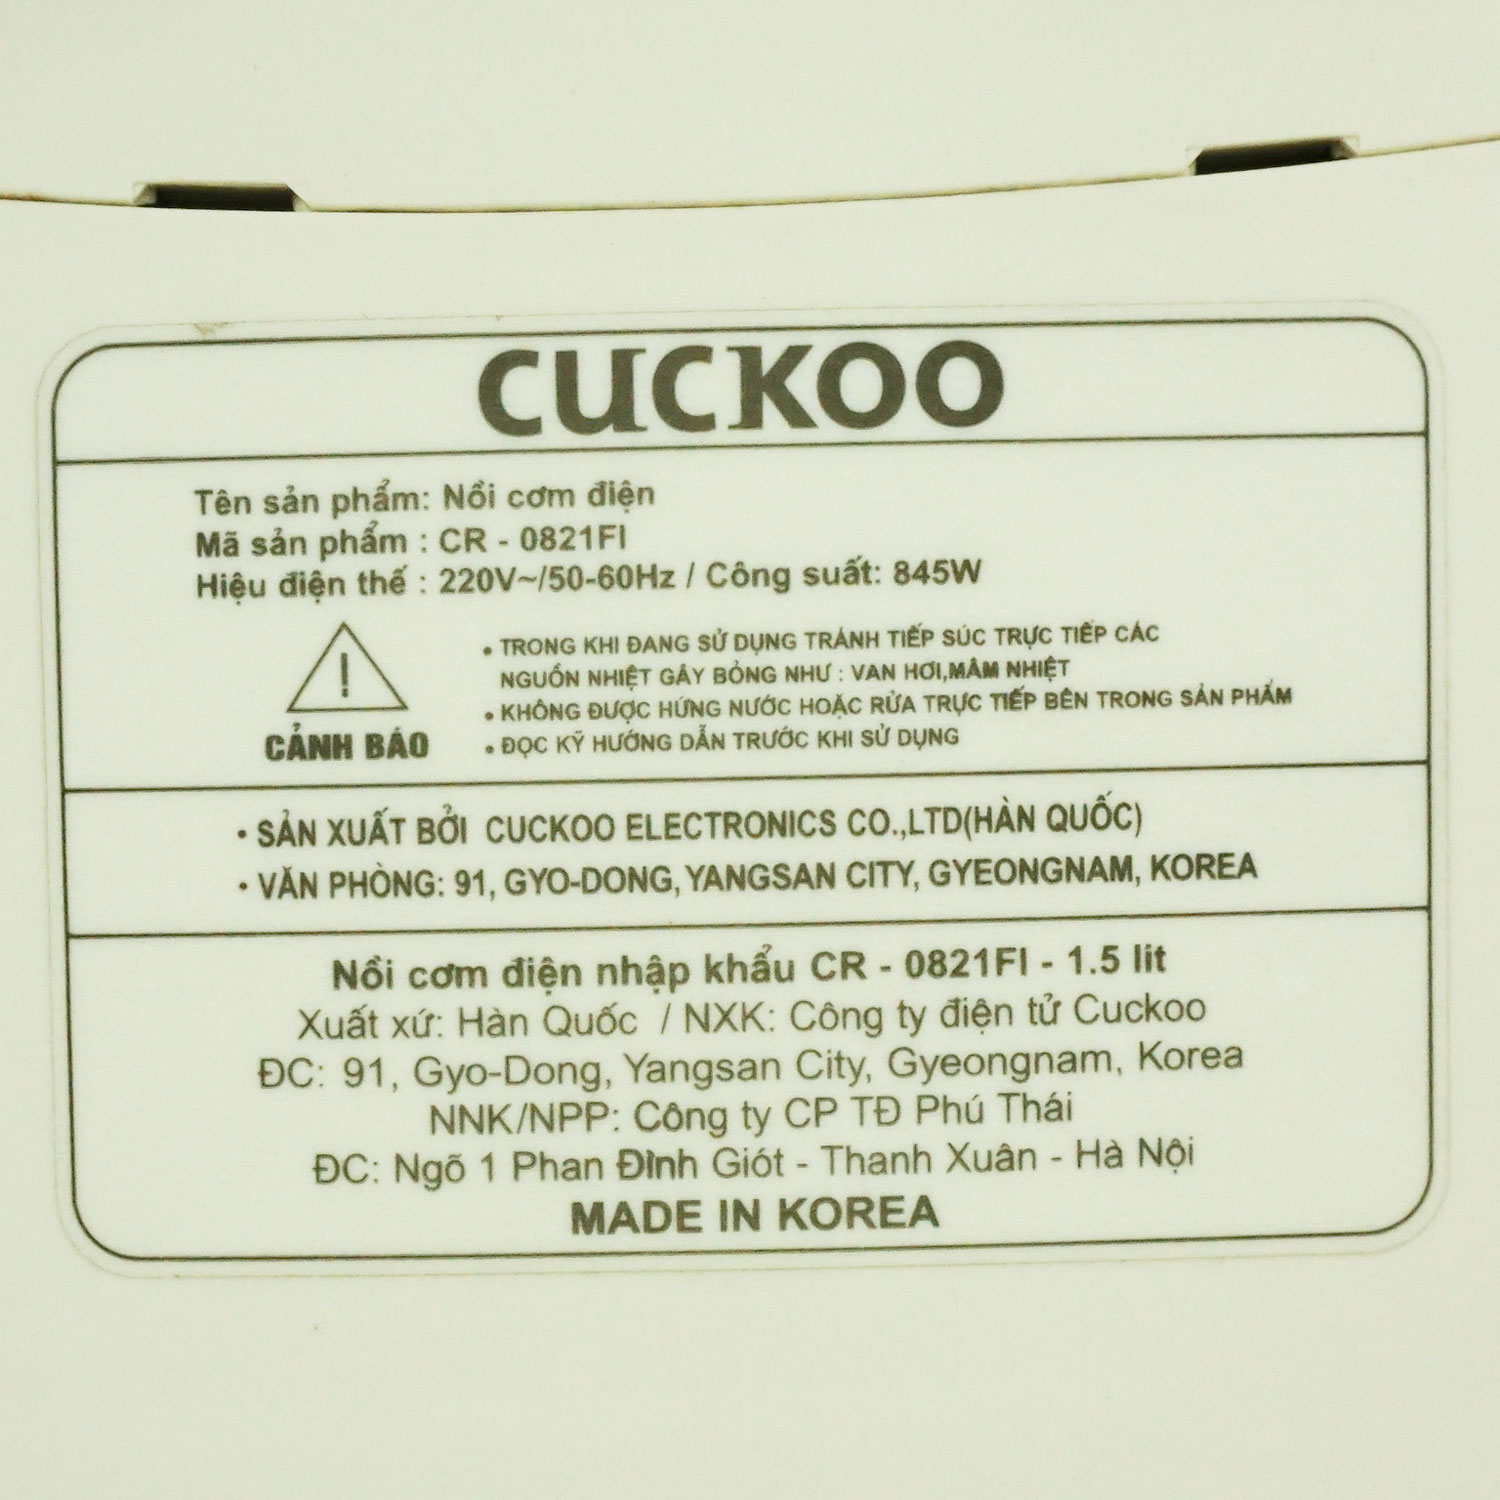 CUCKOO
Tên sản phẩm: Nồi cơm điện
Mã sản phẩm : CR - 0821FI
Hiệu điện thế : 220V~/50-60Hz / Công suất: 845W
• TRONG KHI ĐANG SỬ DỤNG TRÁNH TIẾP SÚC TRỰC TIẾP CÁC
NGUỒN NHIỆT GÂY BỎNG NHƯ : VAN HƠI,MÂM NHIỆT
• KHÔNG ĐƯỢC HỨNG NƯỚC HOẶC RỬA TRỰC TIẾP BÊN TRONG SẢN PHẨM
• ĐỌC KỸ HƯỚNG DẪN TRƯỚC KHI SỬ DỤNG
CẢNH BÁO
• SẢN XUẤT BỞI CUCKOO ELECTRONICS CO.,LTD(HÀN QUỐC)
• VĂN PHÒNG: 91, GYO-DONG, YANGSAN CITY, GYEONGNAM, KOREA
Nồi cơm điện nhập khẩu CR - 0821FI - 1.5 lit
Xuất xứ: Hàn Quốc / NXK: Công ty điện tử Cuckoo
ĐC: 91, Gyo-Dong, Yangsan City, Gyeongnam, Korea
NNK/NPP: Công ty CP TĐ Phú Thái
ĐC: Ngõ 1 Phan Đình Giót - Thanh Xuân - Hà Nội
MADE IN KOREA